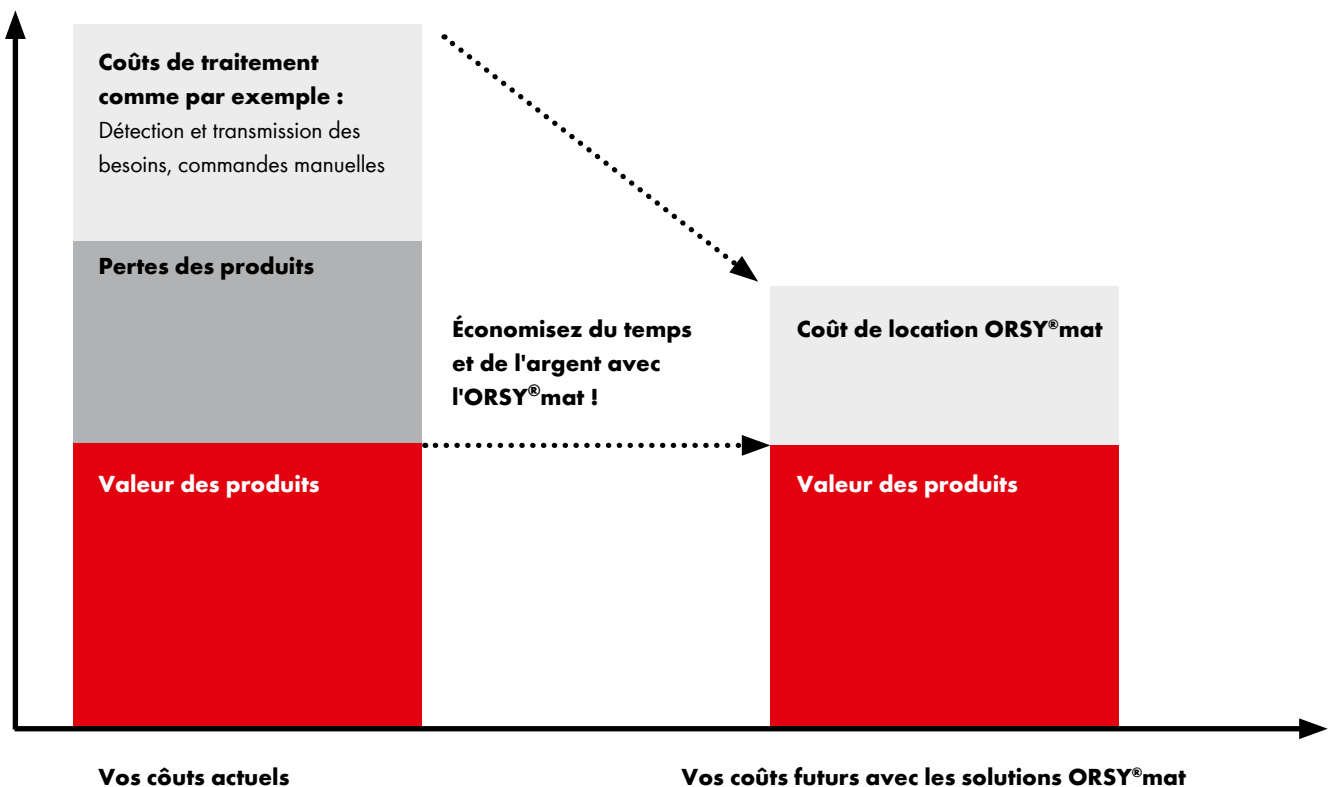 Coûts de traitement
comme par exemple :
Détection et transmission des
besoins, commandes manuelles
Pertes des produits
Valeur des produits
Économisez du temps
et de l'argent avec
l'ORSY®mat !
Coût de location ORSY®mat
Valeur des produits
Vos côuts actuels
Vos coûts futurs avec les solutions ORSY®mat